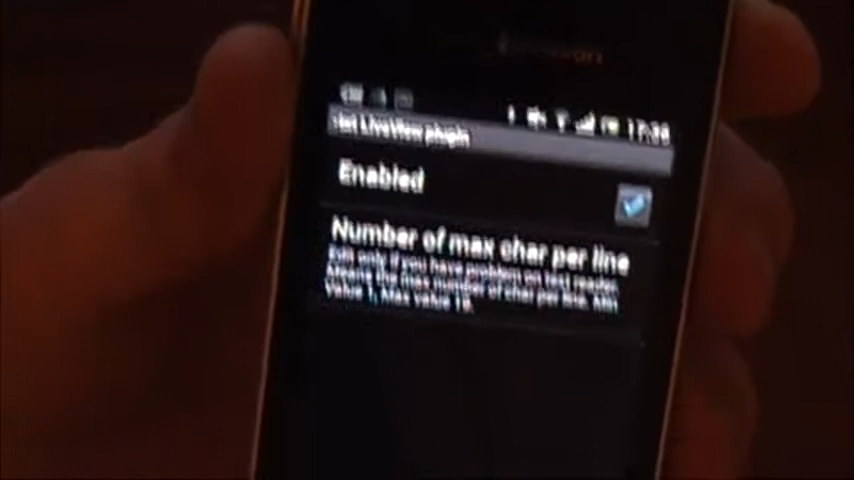 17:38
LiveView plugin
Enabled
Number of max char per line
Edit only if you have problem on text reader.
Means the max number of char per line. Min
Value 1, Max value 18.